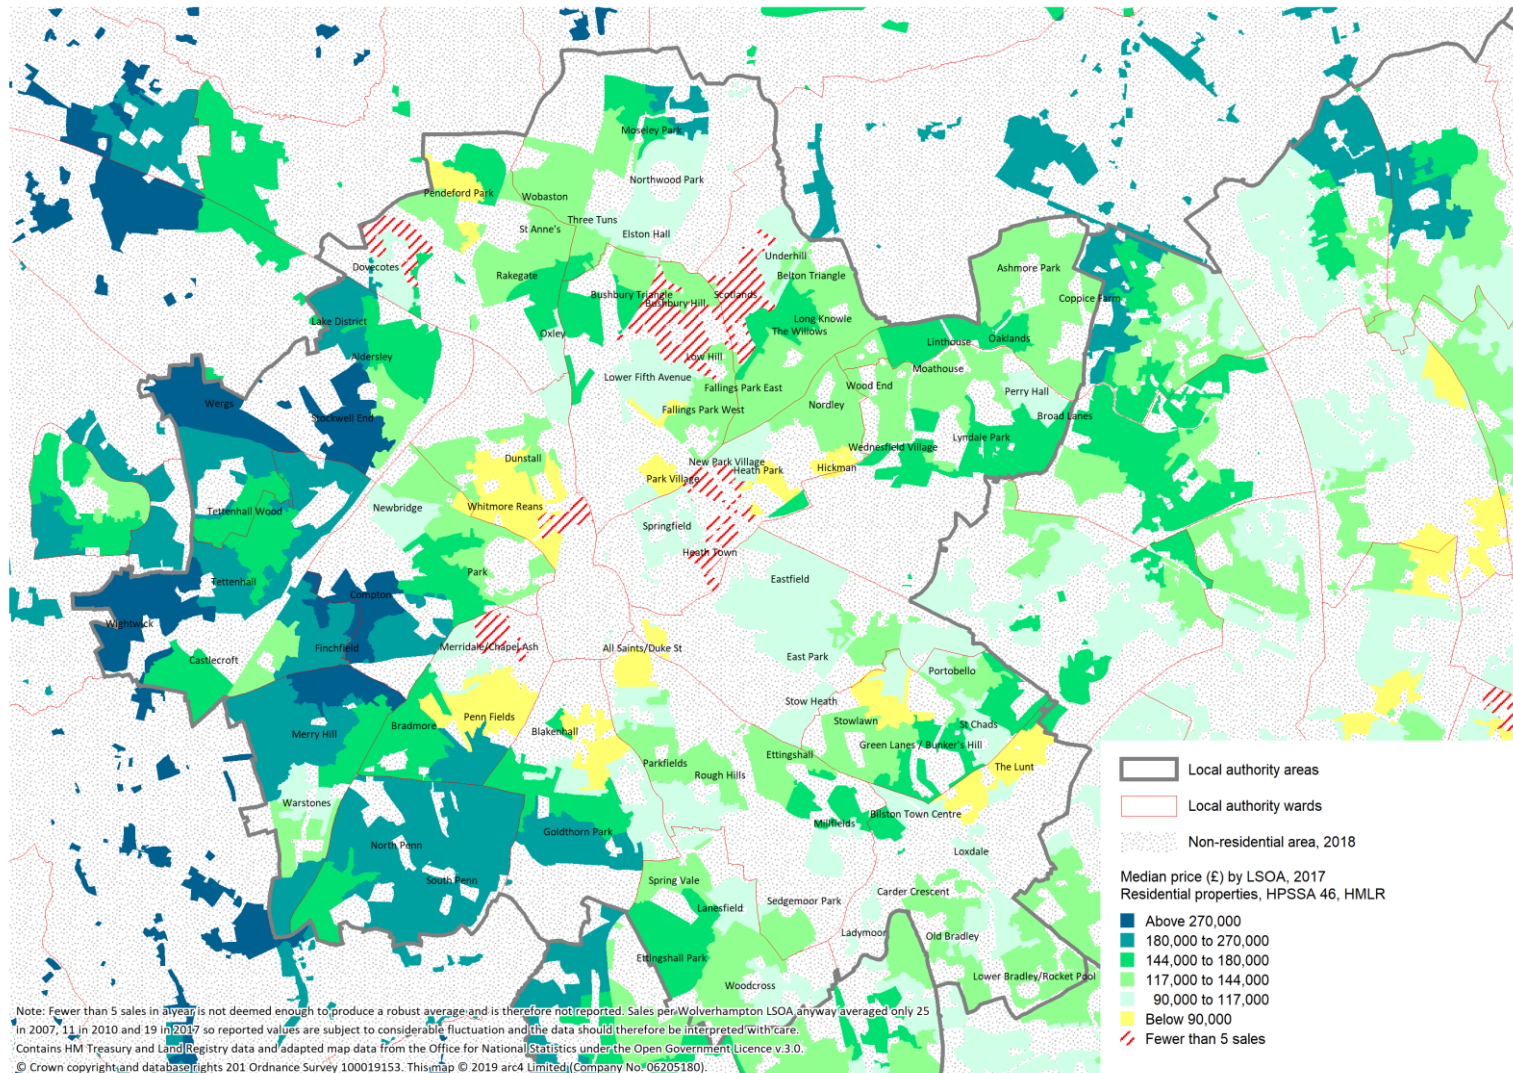 Moseley Park
Northwood Park
Pendeford Park
Wobaston
Three Tuns
St Anne's
Elston Hall
Underhill
Dovecotes
Rakegate
Belton Triangle
Ashmore Park
Bushbury Triangle
Bushbury Hill
Scotlands
Coppice Farm
Lake District
Oxley
Long Knowle
The Willows
Linthouse
Oaklands
Aldersley
Low Hill
Moathouse
Lower Fifth Avenue
Fallings Park East
Wood End
Perry Hall
Wergs
Stockwell End
Fallings Park West
Nordley
Broad Lanes
Lyndale Park
Wednesfield Village
Dunstall
New Park Village
Heath Park
Hickman
Park Village
Newbridge
Whitmore Reans
Tettenhall Wood
Springfield
Heath Town
Park
Eastfield
Tettenhall
Compton
Wightwick
Finchfield
Merridale/Chapel Ash
All Saints/Duke St
Castlecroft
East Park
Portobello
Stow Heath
Penn Fields
Stowlawn
St Chads
Bradmore
Merry Hill
Blakenhall
Green Lanes / Bunker's Hill
Ettingshall
Parkfields
The Lunt
Rough Hills
Warstones
Bilston Town Centre
Millfields
Goldthorn Park
North Penn
Loxdale
South Penn
Spring Vale
Carder Crescent
Sedgemoor Park
Lanesfield
Ladymoor
Old Bradley
Ettingshall Park
Lower Bradley/Rocket Pool
Woodcross
Local authority areas
Local authority wards
Non-residential area, 2018
Median price (£) by LSOA, 2017
Residential properties, HPSSA 46, HMLR
Above 270,000
180,000 to 270,000
144,000 to 180,000
117,000 to 144,000
90,000 to 117,000
Below 90,000
Fewer than 5 sales
Note: Fewer than 5 sales in a year is not deemed enough to produce a robust average and is therefore not reported. Sales per Wolverhampton LSOA anyway averaged only 25
in 2007, 11 in 2010 and 19 in 2017 so reported values are subject to considerable fluctuation and the data should therefore be interpreted with care.
Contains HM Treasury and Land Registry data and adapted map data from the Office for National Statistics under the Open Government Licence v.3.0.
© Crown copyright and database rights 201 Ordnance Survey 100019153. This map © 2019 arc4 Limited (Company No. 06205180).